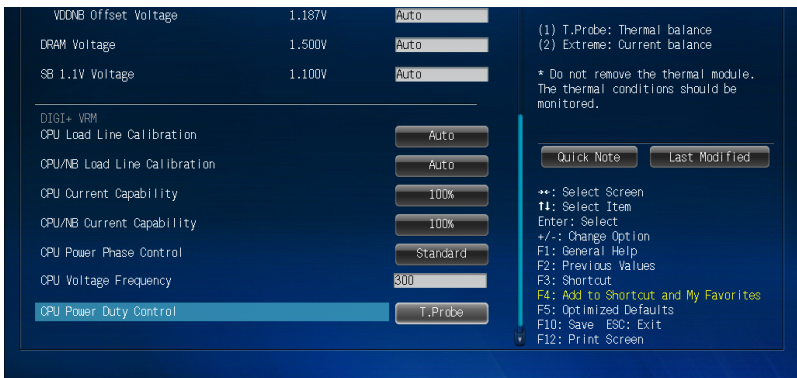 VDDNB Offset Voltage 1.187V Auto
DRAM Voltage 1.500V Auto
SB 1.1V Voltage 1.100V Auto
DIGI+ VRM
CPU Load Line Calibration Auto
CPU/NB Load Line Calibration Auto
CPU Current Capability 100%
CPU/NB Current Capability 100%
CPU Power Phase Control Standard
CPU Voltage Frequency 300
CPU Power Duty Control T.Probe
(1) T.Probe: Thermal balance
(2) Extreme: Current balance
* Do not remove the thermal module.
The thermal conditions should be
monitored.
Quick Note Last Modified
→←: Select Screen
↑↓: Select Item
Enter: Select
+/-: Change Option
F1: General Help
F2: Previous Values
F3: Shortcut
F4: Add to Shortcut and My Favorites
F5: Optimized Defaults
F10: Save ESC: Exit
F12: Print Screen